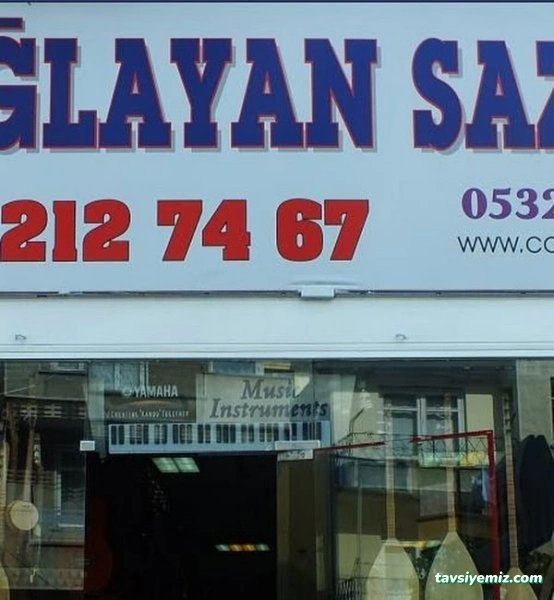 ĞLAYAN SAZ
212 74 67
0532
www.co
YAMAHA
Music
Instruments
tavsiyemiz.com